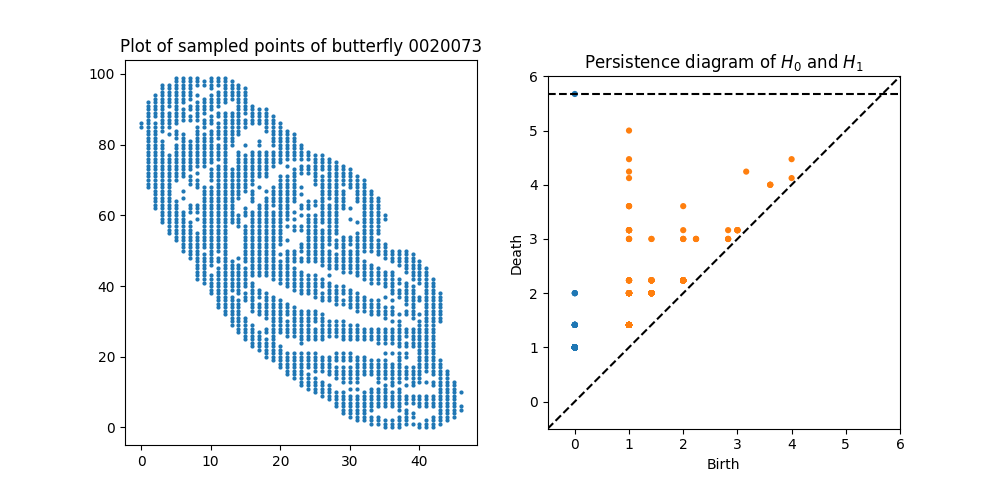 Plot of sampled points of butterfly 0020073
100
80
60
40
20
0
0 10 20 30 40
Persistence diagram of $H_0$ and $H_1$
Death
6
5
4
3
2
1
0
0 1 2 3 4 5 6
Birth